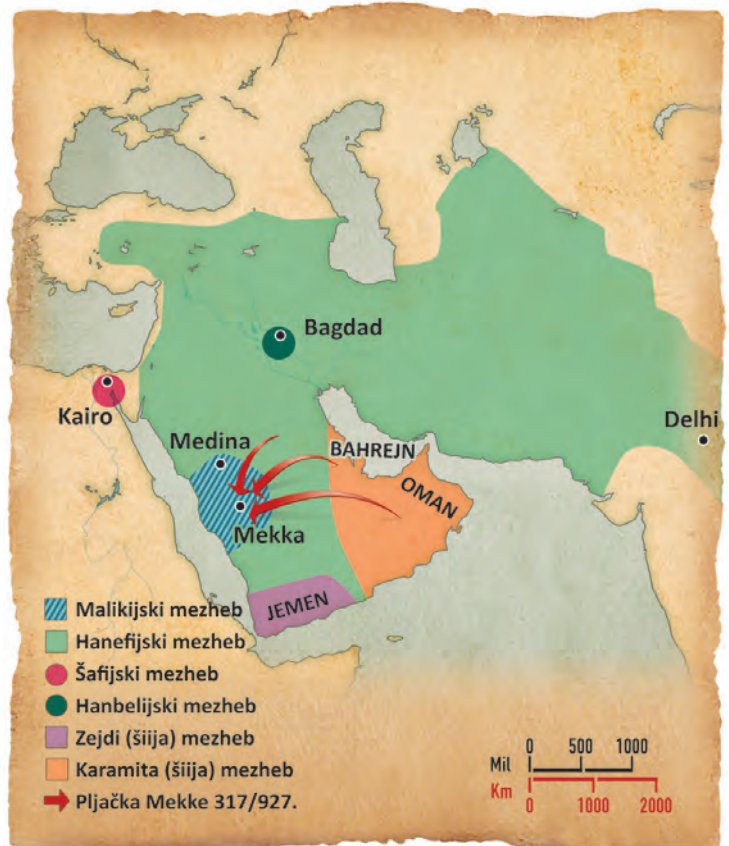 Bagdad
Kairo
Delhi
Medina
BAHREJN
OMAN
Mekka
JEMEN
Malikijski mezheb
Hanefijski mezheb
Šafijski mezheb
Hanbelijski mezheb
Zejdi (šiija) mezheb
Karamita (šiija) mezheb
Pljačka Mekke 317/927.
Mil 0 500 1000
Km 0 1000 2000